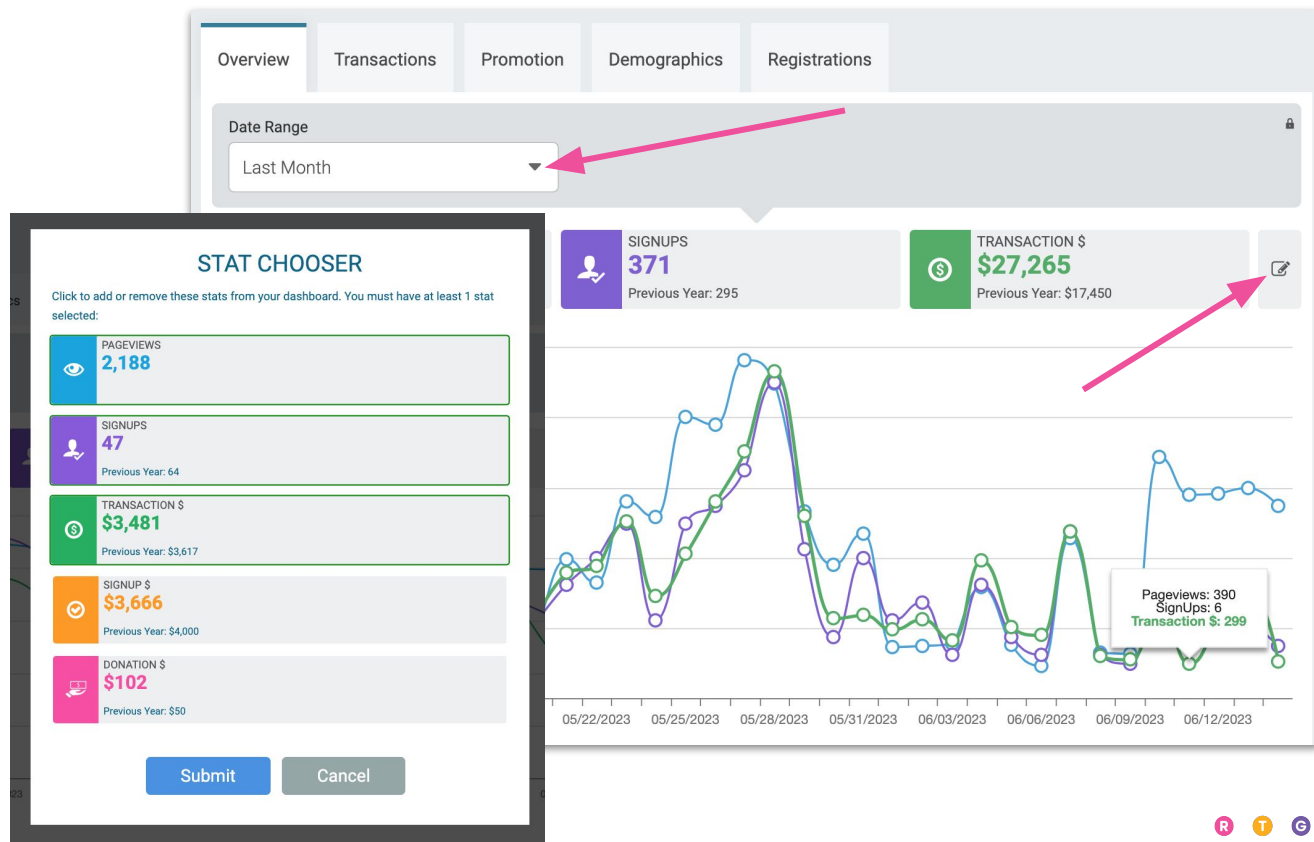 Overview
Transactions
Promotion
Demographics
Registrations
Date Range
Last Month
SIGNUPS
371
Previous Year: 295
TRANSACTION $
$27,265
Previous Year: $17,450
STAT CHOOSER
Click to add or remove these stats from your dashboard. You must have at least 1 stat
selected:
PAGEVIEWS
2,188
SIGNUPS
47
Previous Year: 64
TRANSACTION $
$3,481
Previous Year: $3,617
SIGNUP $
$3,666
Previous Year: $4,000
DONATION $
$102
Previous Year: $50
Submit
Cancel
Pageviews: 390
SignUps: 6
Transaction $: 299
05/22/2023
05/25/2023
05/28/2023
05/31/2023
06/03/2023
06/06/2023
06/09/2023
06/12/2023
R T G